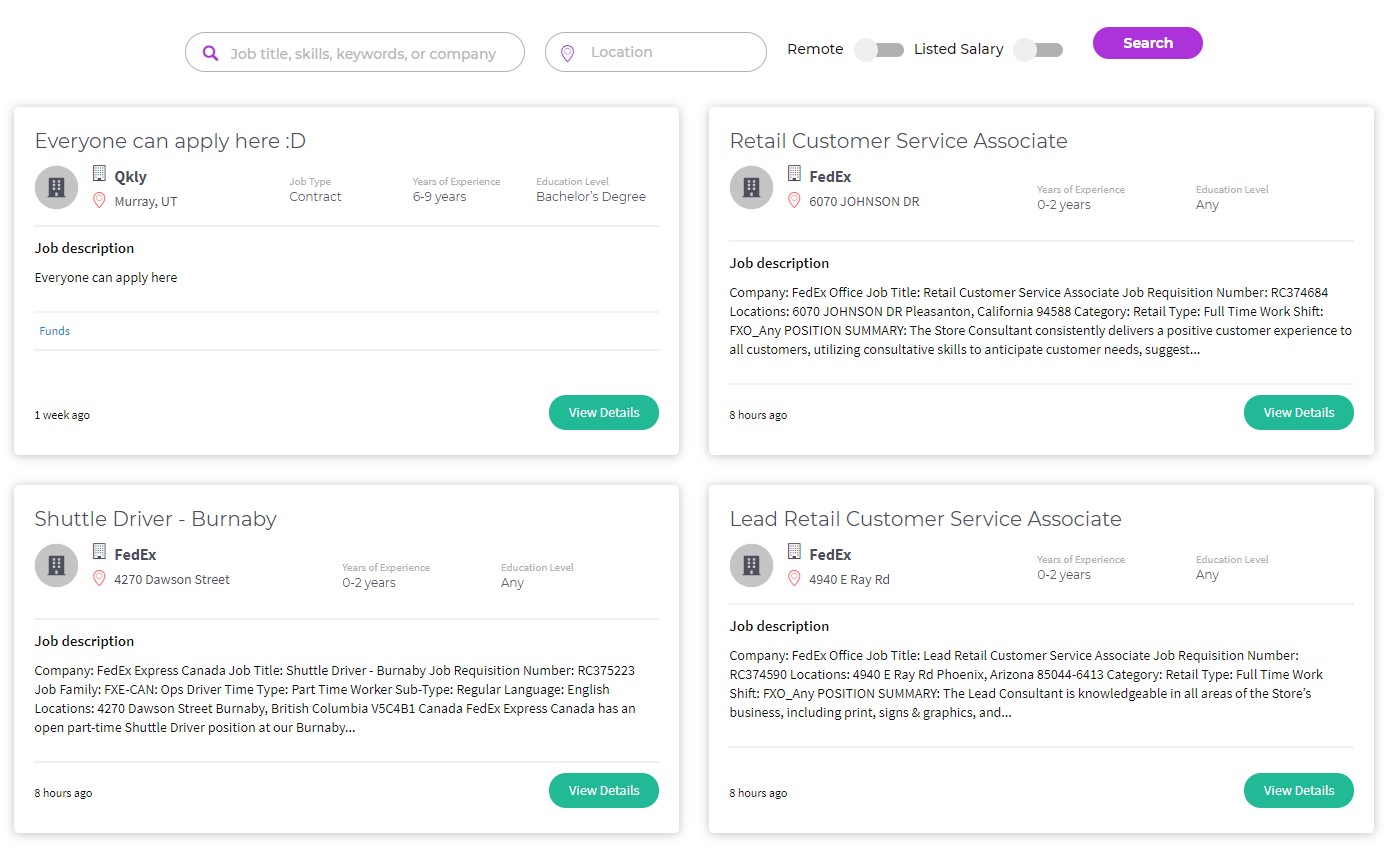 Job title, skills, keywords, or company
Location
Remote
Listed Salary
Search
Everyone can apply here :D
Qkly
Murray, UT
Job Type
Contract
Years of Experience
6-9 years
Education Level
Bachelor's Degree
Job description
Everyone can apply here
Funds
1 week ago
View Details
Retail Customer Service Associate
FedEx
6070 JOHNSON DR
Years of Experience
0-2 years
Education Level
Any
Job description
Company: FedEx Office Job Title: Retail Customer Service Associate Job Requisition Number: RC374684
Locations: 6070 JOHNSON DR Pleasanton, California 94588 Category: Retail Type: Full Time Work Shift:
FXO_Any POSITION SUMMARY: The Store Consultant consistently delivers a positive customer experience to
all customers, utilizing consultative skills to anticipate customer needs, suggest...
8 hours ago
View Details
Shuttle Driver - Burnaby
FedEx
4270 Dawson Street
Years of Experience
0-2 years
Education Level
Any
Job description
Company: FedEx Express Canada Job Title: Shuttle Driver - Burnaby Job Requisition Number: RC375223
Job Family: FXE-CAN: Ops Driver Time Type: Part Time Worker Sub-Type: Regular Language: English
Locations: 4270 Dawson Street Burnaby, British Columbia V5C4B1 Canada FedEx Express Canada has an
open part-time Shuttle Driver position at our Burnaby...
8 hours ago
View Details
Lead Retail Customer Service Associate
FedEx
4940 E Ray Rd
Years of Experience
0-2 years
Education Level
Any
Job description
Company: FedEx Office Job Title: Lead Retail Customer Service Associate Job Requisition Number:
RC374590 Locations: 4940 E Ray Rd Phoenix, Arizona 85044-6413 Category: Retail Type: Full Time Work
Shift: FXO_Any POSITION SUMMARY: The Lead Consultant is knowledgeable in all areas of the Store's
business, including print, signs & graphics, and...
8 hours ago
View Details